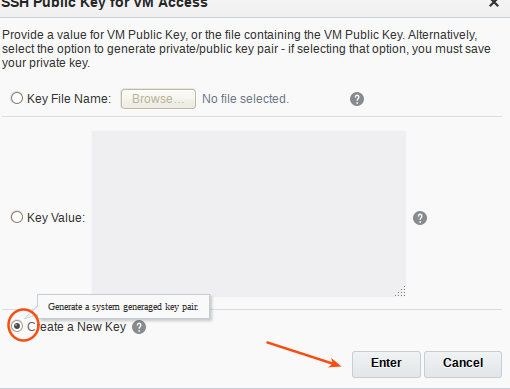 SSH Public Key for VM Access
Provide a value for VM Public Key, or the file containing the VM Public Key. Alternatively,
select the option to generate private/public key pair - if selecting that option, you must save
your private key.
Key File Name: Browse... No file selected. ?
Key Value: ?
Generate a system generaged key pair.
Create a New Key ?
Enter Cancel